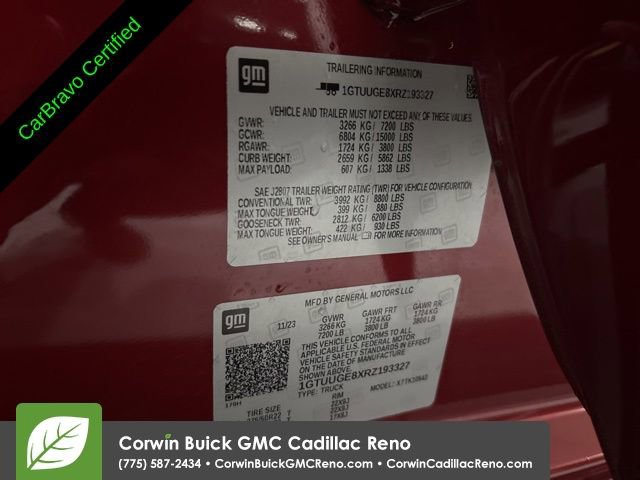 CarBravo Certified
gm
TRAILERING INFORMATION
1GTUUGE8XRZ193327
VEHICLE AND TRAILER MUST NOT EXCEED ANY OF THESE VALUES
GVWR: 3266 KG / 7200 LBS
GCWR: 6804 KG / 15000 LBS
RGAWR: 1724 KG / 3800 LBS
CURB WEIGHT: 2659 KG / 5862 LBS
MAX PAYLOAD: 607 KG / 1338 LBS
SAE J2807 TRAILER WEIGHT RATING (TWR) FOR VEHICLE CONFIGURATION
CONVENTIONAL TWR: 3992 KG / 8800 LBS
MAX TONGUE WEIGHT: 399 KG / 880 LBS
GOOSENECK TWR: 2812 KG / 6200 LBS
MAX TONGUE WEIGHT: 422 KG / 930 LBS
SEE OWNER'S MANUAL FOR MORE INFORMATION
gm
MFD BY GENERAL MOTORS LLC
11/23 GVWR GAWR FRT GAWR RR
3266KG 1724KG 1724KG
7200 LB 3800 LB 3800 LB
THIS VEHICLE CONFORMS TO ALL
APPLICABLE U.S. FEDERAL MOTOR
VEHICLE SAFETY STANDARDS IN EFFECT
ON THE DATE OF MANUFACTURE
1GTUUGE8XRZ193327
TYPE: TRUCK MODEL:
TIRE SIZE RIM
22X9J
22X9J
17X8J
Corwin Buick GMC Cadillac Reno
(775) 587-2434 • CorwinBuickGMCReno.com • CorwinCadillacReno.com